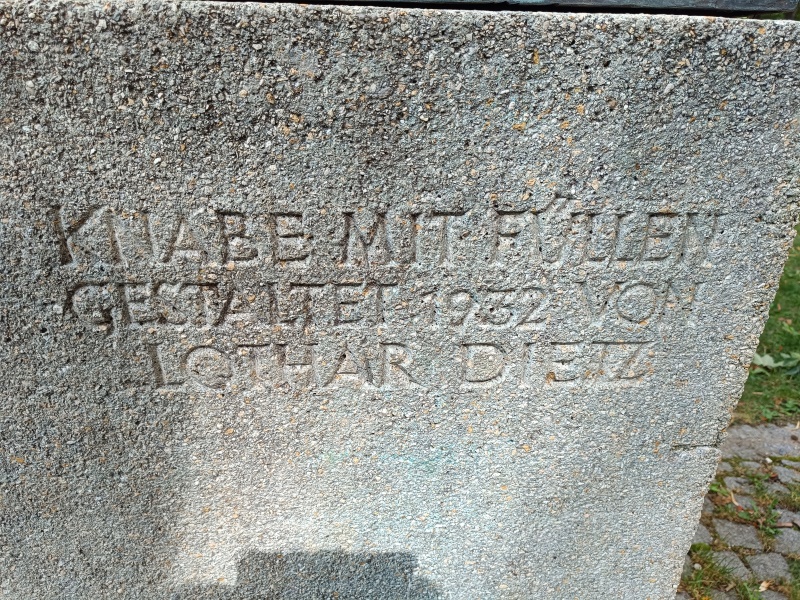 KNABE MIT FÜLLEN
GESTALTET 1932 VON
LOTHAR DIETZ